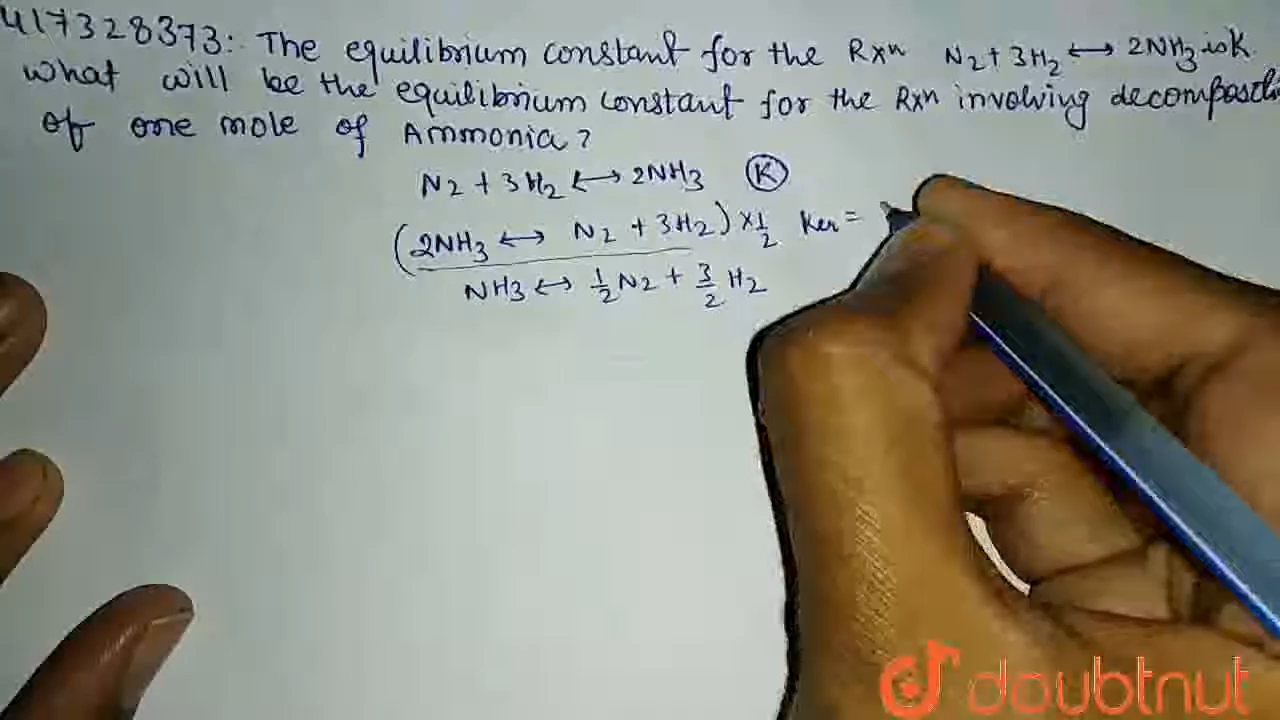 417328373: The equilibrium constant for the Rxn N2 + 3H2 ⟷ 2NH3 is K.
What will be the equilibrium constant for the Rxn involving
of one mole of Ammonia?
N2 + 3H2 ⟷ 2NH3 K
(2NH3 ⟷ N2 + 3H2) × 1/2 =
NH3 ⟷ 1/2 N2 + 3/2 H2
doubtnut